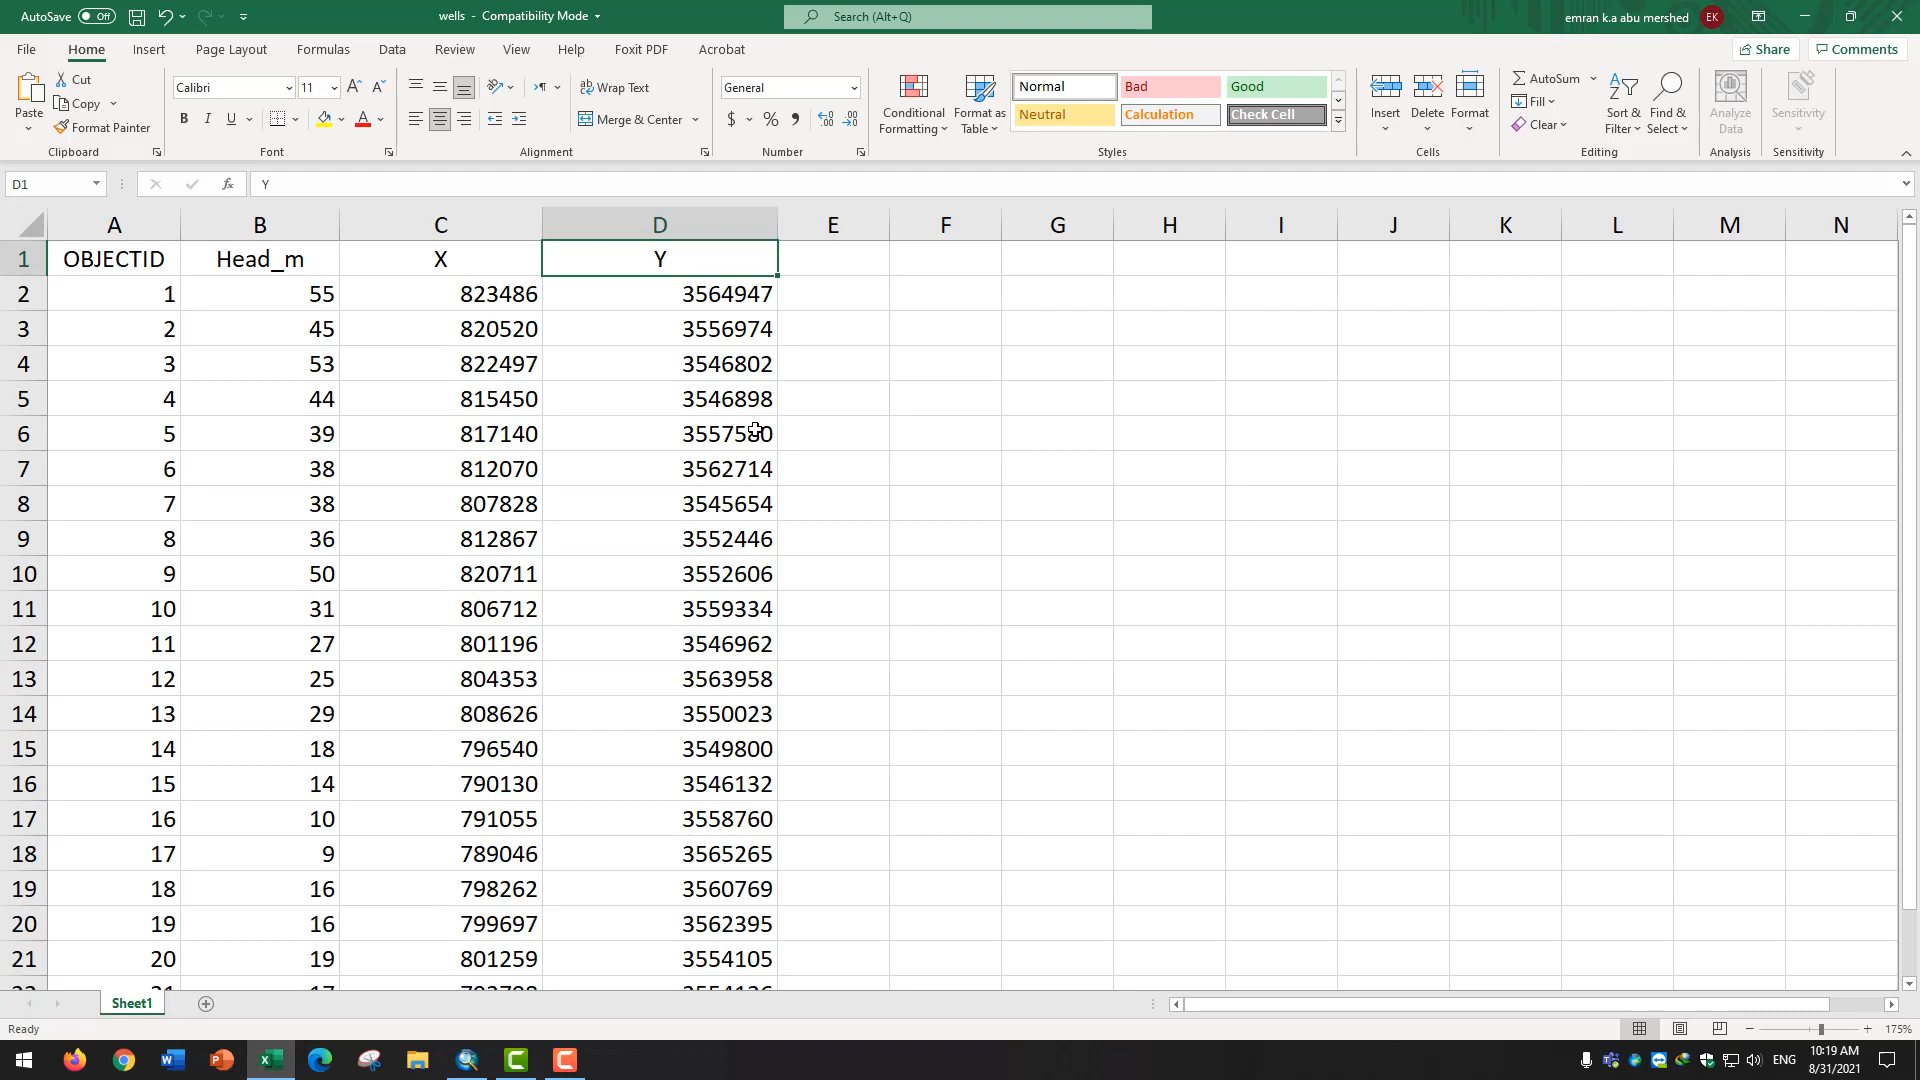 AutoSave Off wells - Compatibility Mode Search (Alt+Q) emran k.a abu mershed EK
File Home Insert Page Layout Formulas Data Review View Help Foxit PDF Acrobat Share Comments
Paste Cut Copy Format Painter
Calibri 11
B I U A
Wrap Text
Merge & Center
General
$ % ,
Conditional Formatting
Format as Table
Normal Bad Good
Neutral Calculation Check Cell
Insert Delete Format
AutoSum
Fill
Clear
Sort & Filter
Find & Select
Analyze Data
Sensitivity
Clipboard Font Alignment Number Styles Cells Editing Analysis Sensitivity
D1 fx Y
A B C D E F G H I J K L M N
1 OBJECTID Head_m X Y
2 1 55 823486 3564947
3 2 45 820520 3556974
4 3 53 822497 3546802
5 4 44 815450 3546898
6 5 39 817140
7 6 38 812070 3562714
8 7 38 807828 3545654
9 8 36 812867 3552446
10 9 50 820711 3552606
11 10 31 806712 3559334
12 11 27 801196 3546962
13 12 25 804353 3563958
14 13 29 808626 3550023
15 14 18 796540 3549800
16 15 14 790130 3546132
17 16 10 791055 3558760
18 17 9 789046 3565265
19 18 16 798262 3560769
20 19 16 799697 3562395
21 20 19 801259 3554105
Sheet1
Ready 175%
ENG 10:19 AM
8/31/2021